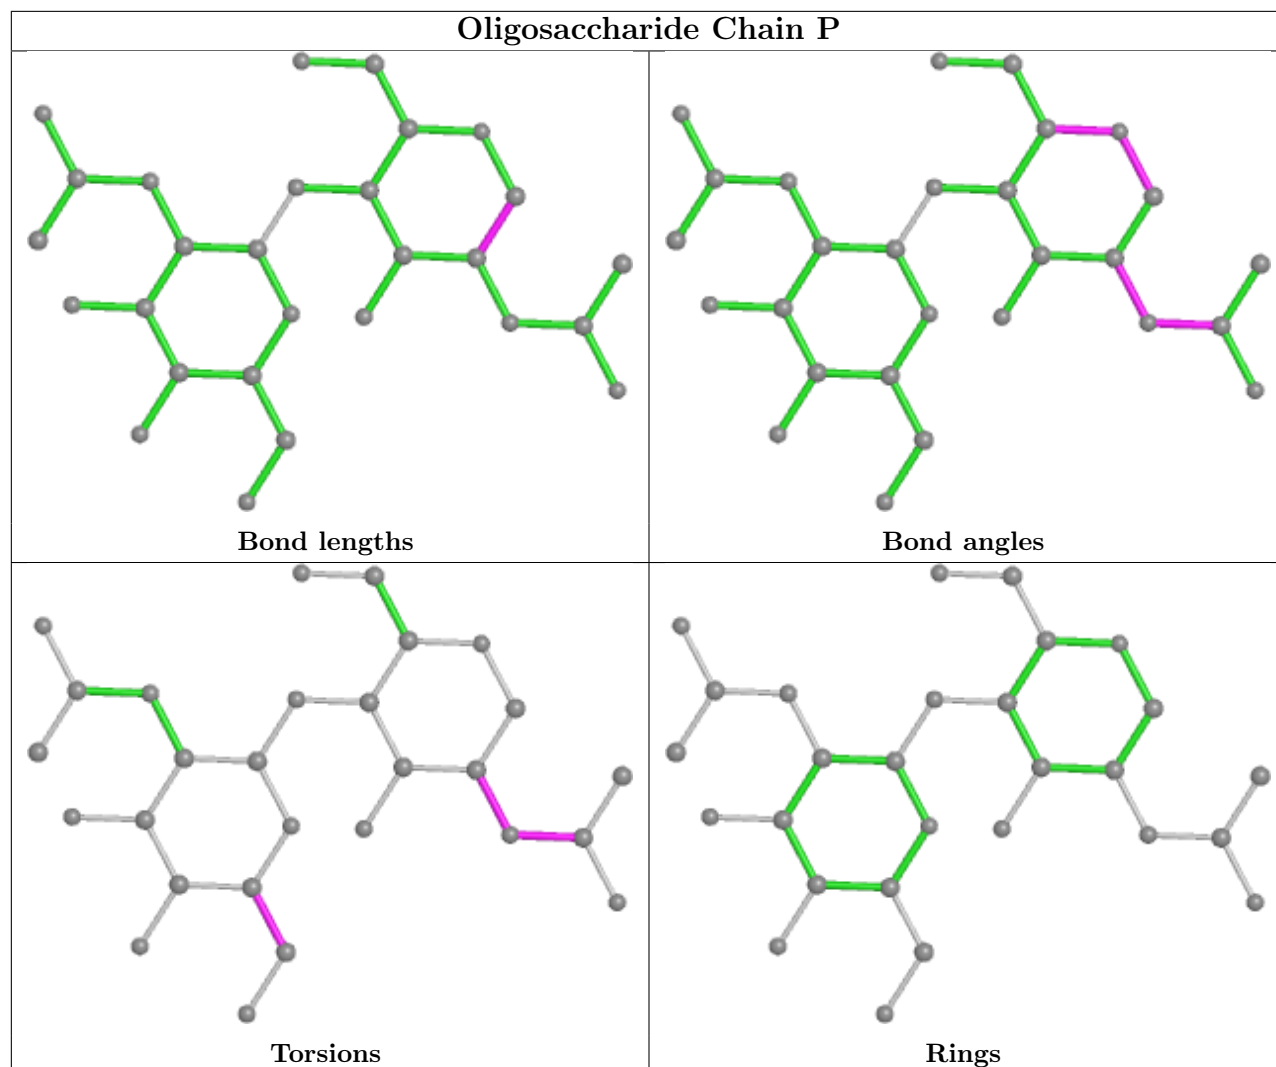 Oligosaccharide Chain P
Bond lengths
Bond angles
Torsions
Rings